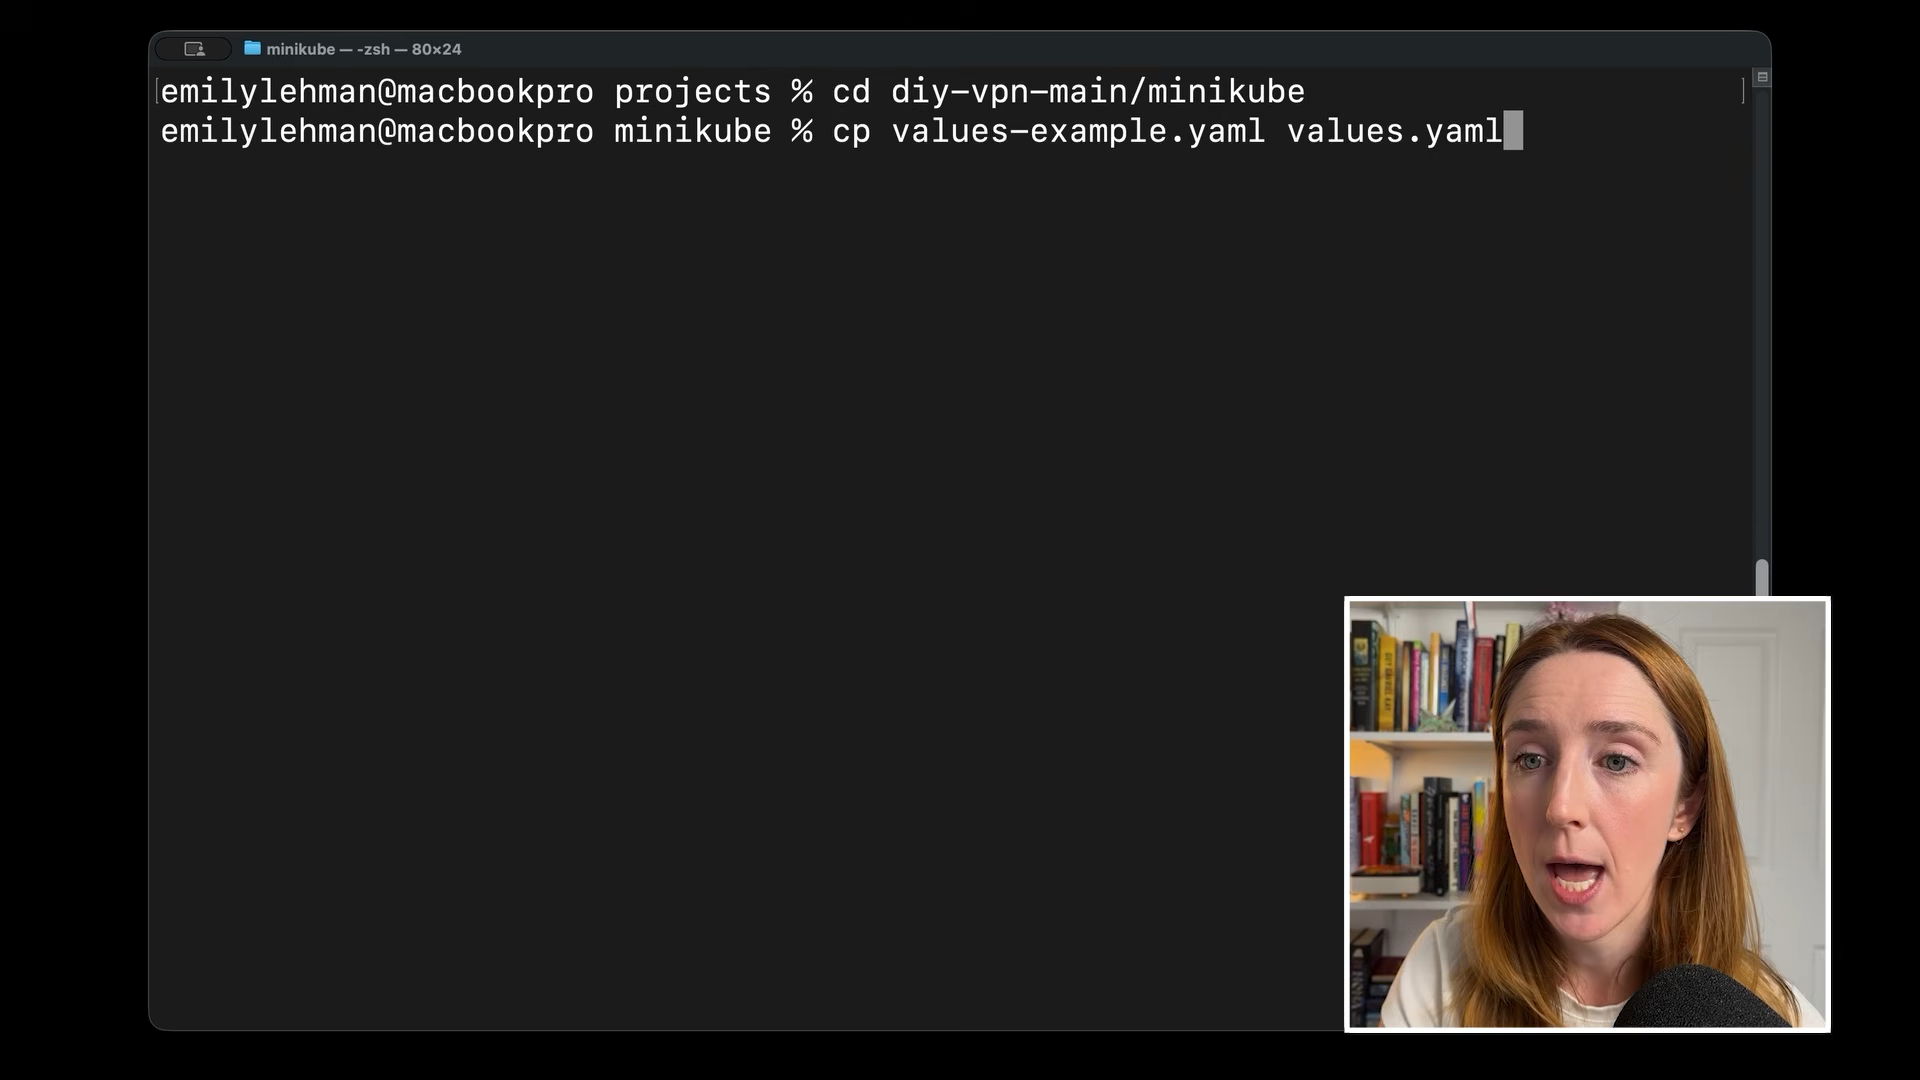 minikube — -zsh — 80×24
emilylehman@macbookpro projects % cd diy-vpn-main/minikube
emilylehman@macbookpro minikube % cp values-example.yaml values.yaml